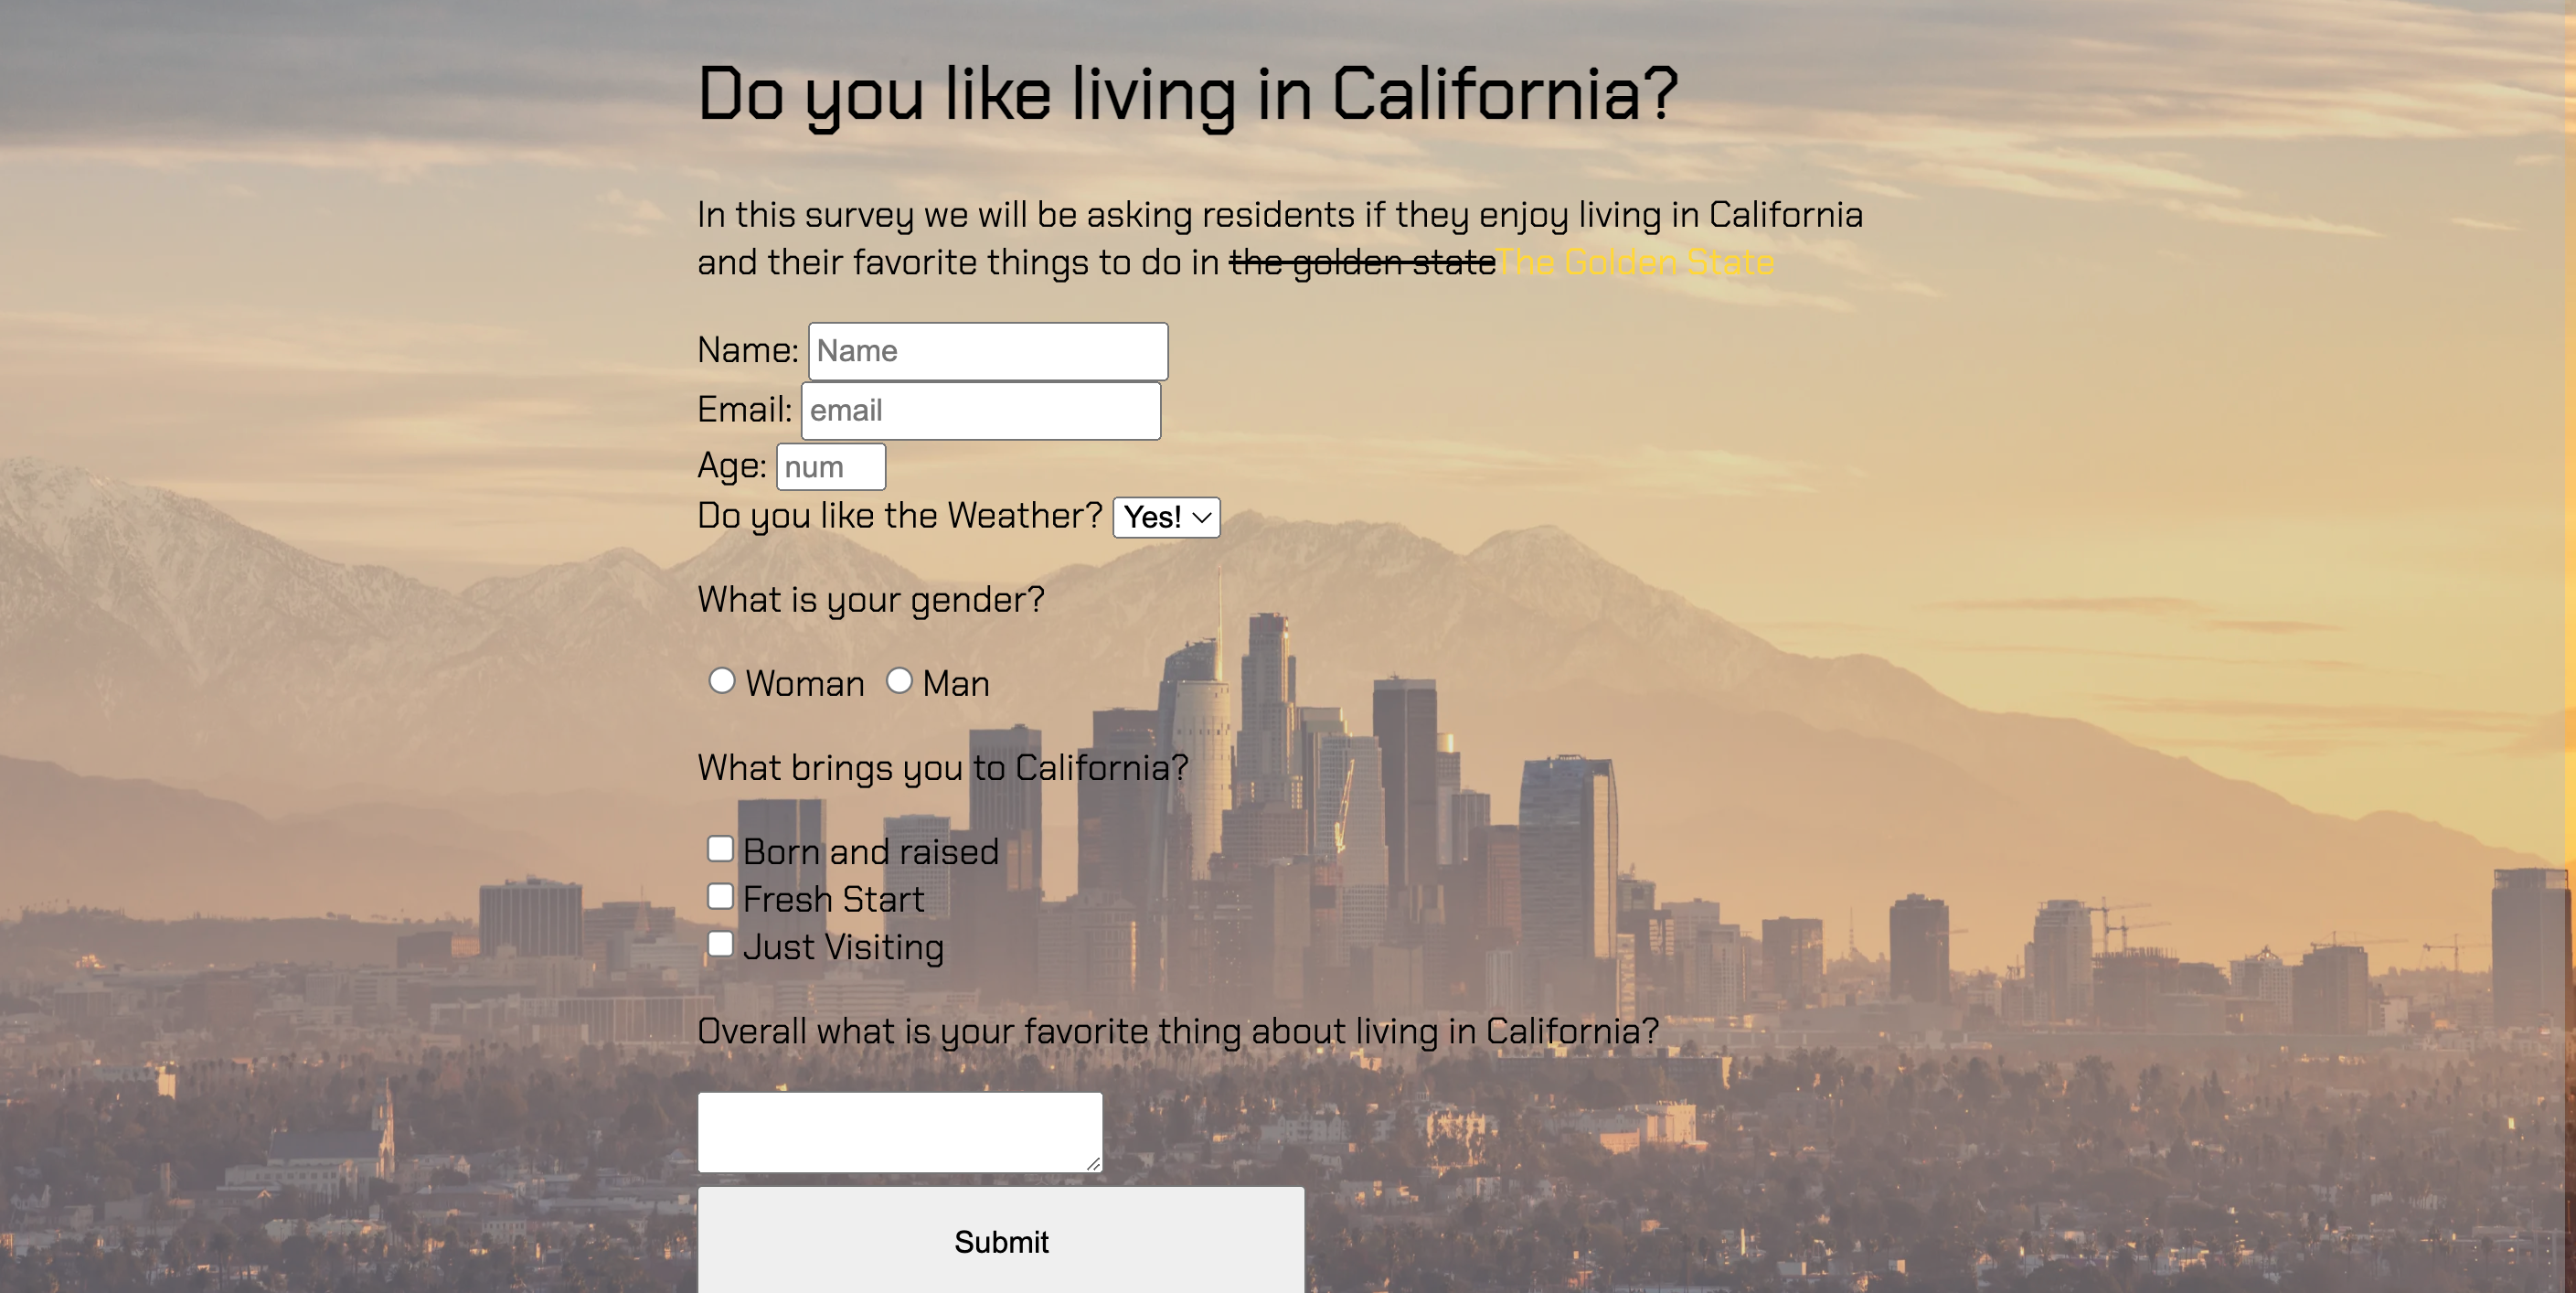 Do you like living in California?
In this survey we will be asking residents if they enjoy living in California
and their favorite things to do in the golden stateThe Golden State
Name: Name
Email: email
Age: num
Do you like the Weather? Yes!
What is your gender?
Woman Man
What brings you to California?
Born and raised
Fresh Start
Just Visiting
Overall what is your favorite thing about living in California?
Submit